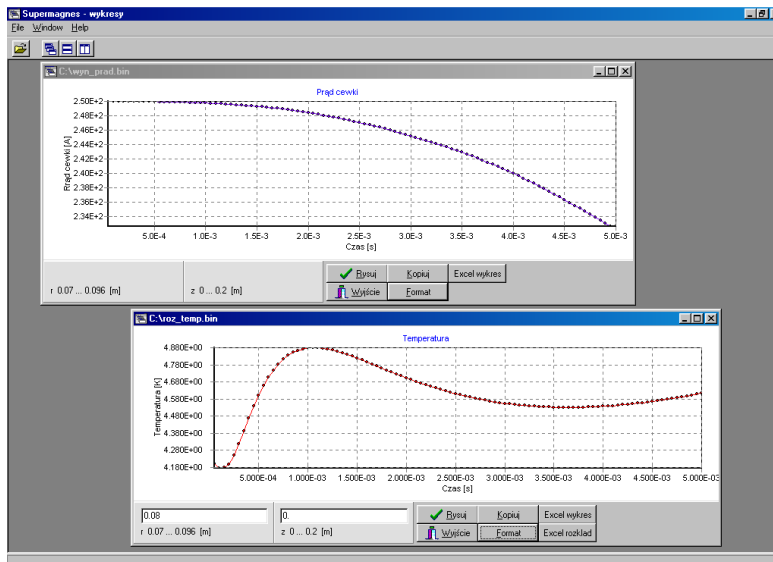 Supermagnes - wykresy
File Window Help
C:\wyn_prad.bin
Prąd cewki
2.50E+2
2.48E+2
2.46E+2
2.44E+2
2.42E+2
2.40E+2
2.38E+2
2.36E+2
2.34E+2
Rrąd cewki [A]
5.0E-4 1.0E-3 1.5E-3 2.0E-3 2.5E-3 3.0E-3 3.5E-3 4.0E-3 4.5E-3 5.0E-3
Czas [s]
Rysuj Kopiuj Excel wykres
r 0.07 ... 0.096 [m] z 0 ... 0.2 [m] Wyjście Format
C:\roz_temp.bin
Temperatura
4.880E+00
4.780E+00
4.680E+00
4.580E+00
4.480E+00
4.380E+00
4.280E+00
4.180E+00
Temperatura [K]
5.000E-04 1.000E-03 1.500E-03 2.000E-03 2.500E-03 3.000E-03 3.500E-03 4.000E-03 4.500E-03 5.000E-03
Czas [s]
0.08 0. Rysuj Kopiuj Excel wykres
r 0.07 ... 0.096 [m] z 0 ... 0.2 [m] Wyjście Format Excel rozklad